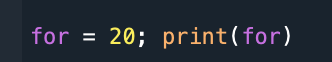 for = 20; print(for)